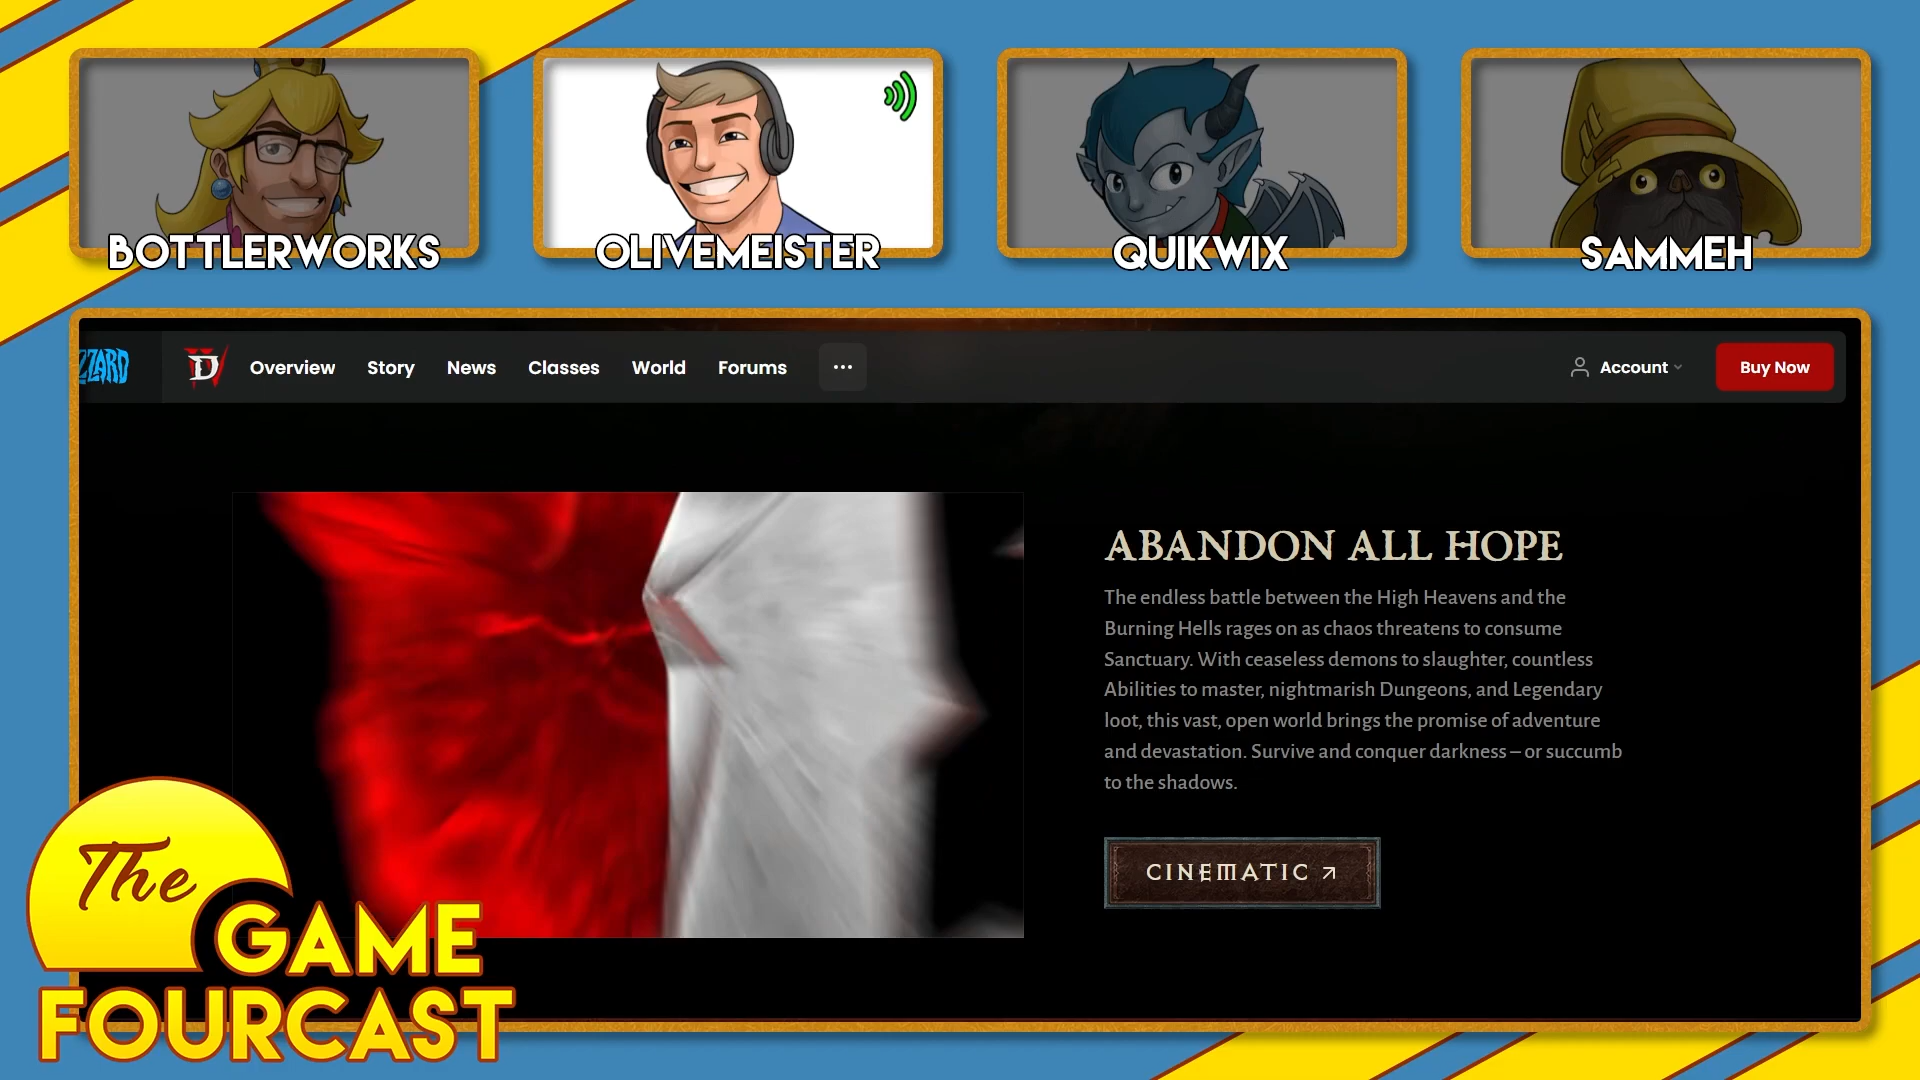 BOTTLERWORKS
OLIVEMEISTER
QUIKWIX
SAMMEH
ZZARD
D IV
Overview
Story
News
Classes
World
Forums
...
Account
Buy Now
ABANDON ALL HOPE
The endless battle between the High Heavens and the
Burning Hells rages on as chaos threatens to consume
Sanctuary. With ceaseless demons to slaughter, countless
Abilities to master, nightmarish Dungeons, and Legendary
loot, this vast, open world brings the promise of adventure
and devastation. Survive and conquer darkness – or succumb
to the shadows.
CINEMATIC
The
GAME
FOURCAST